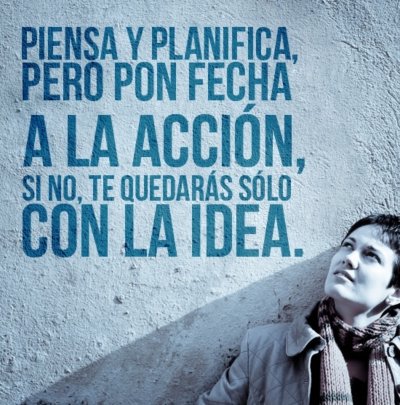 PIENSA Y PLANIFICA,
PERO PON FECHA
A LA ACCIÓN,
SI NO, TE QUEDARÁS SÓLO
CON LA IDEA.